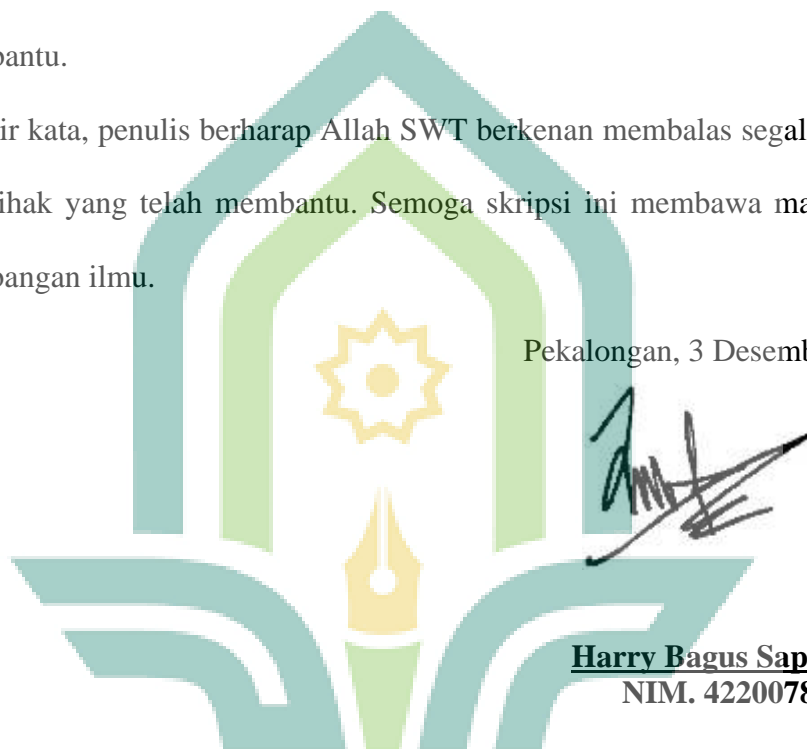 bantu.
ir kata, penulis berharap Allah SWT berkenan membalas segal
ihak yang telah membantu. Semoga skripsi ini membawa ma
bangan ilmu.
Pekalongan, 3 Desemb
Harry Bagus Sap
NIM. 4220078